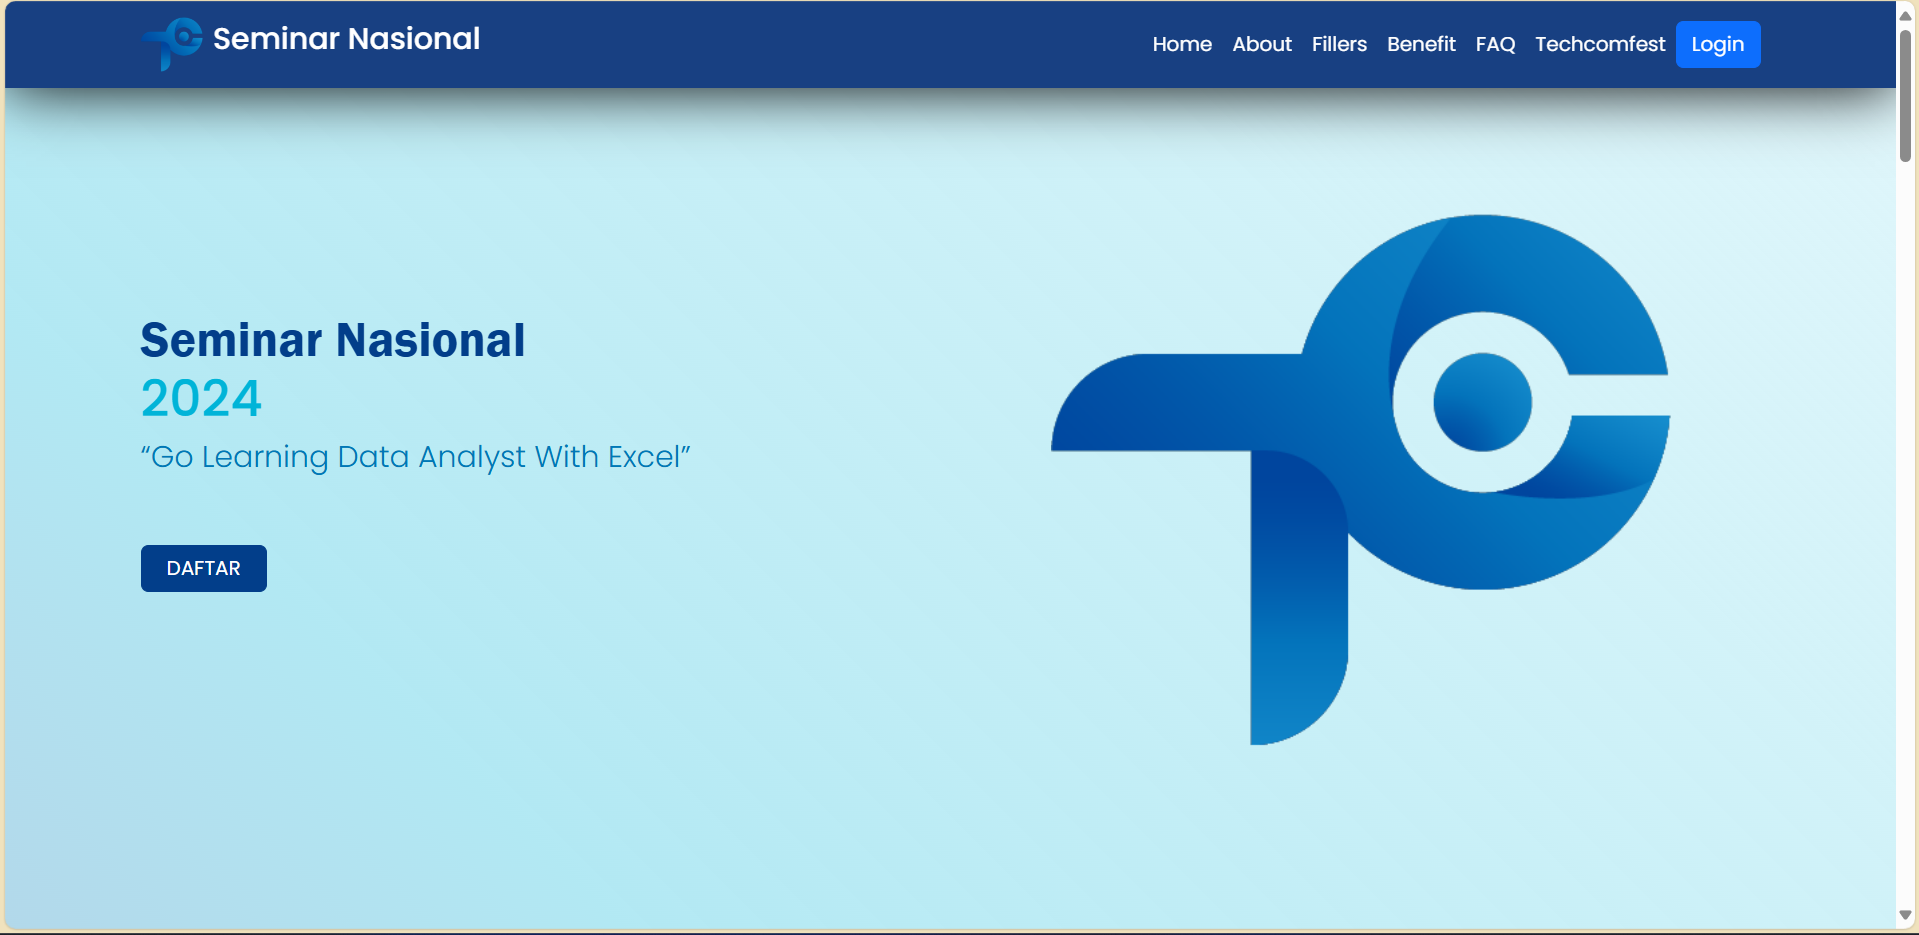 Seminar Nasional
Home About Fillers Benefit FAQ Techcomfest Login
Seminar Nasional
2024
“Go Learning Data Analyst With Excel”
DAFTAR